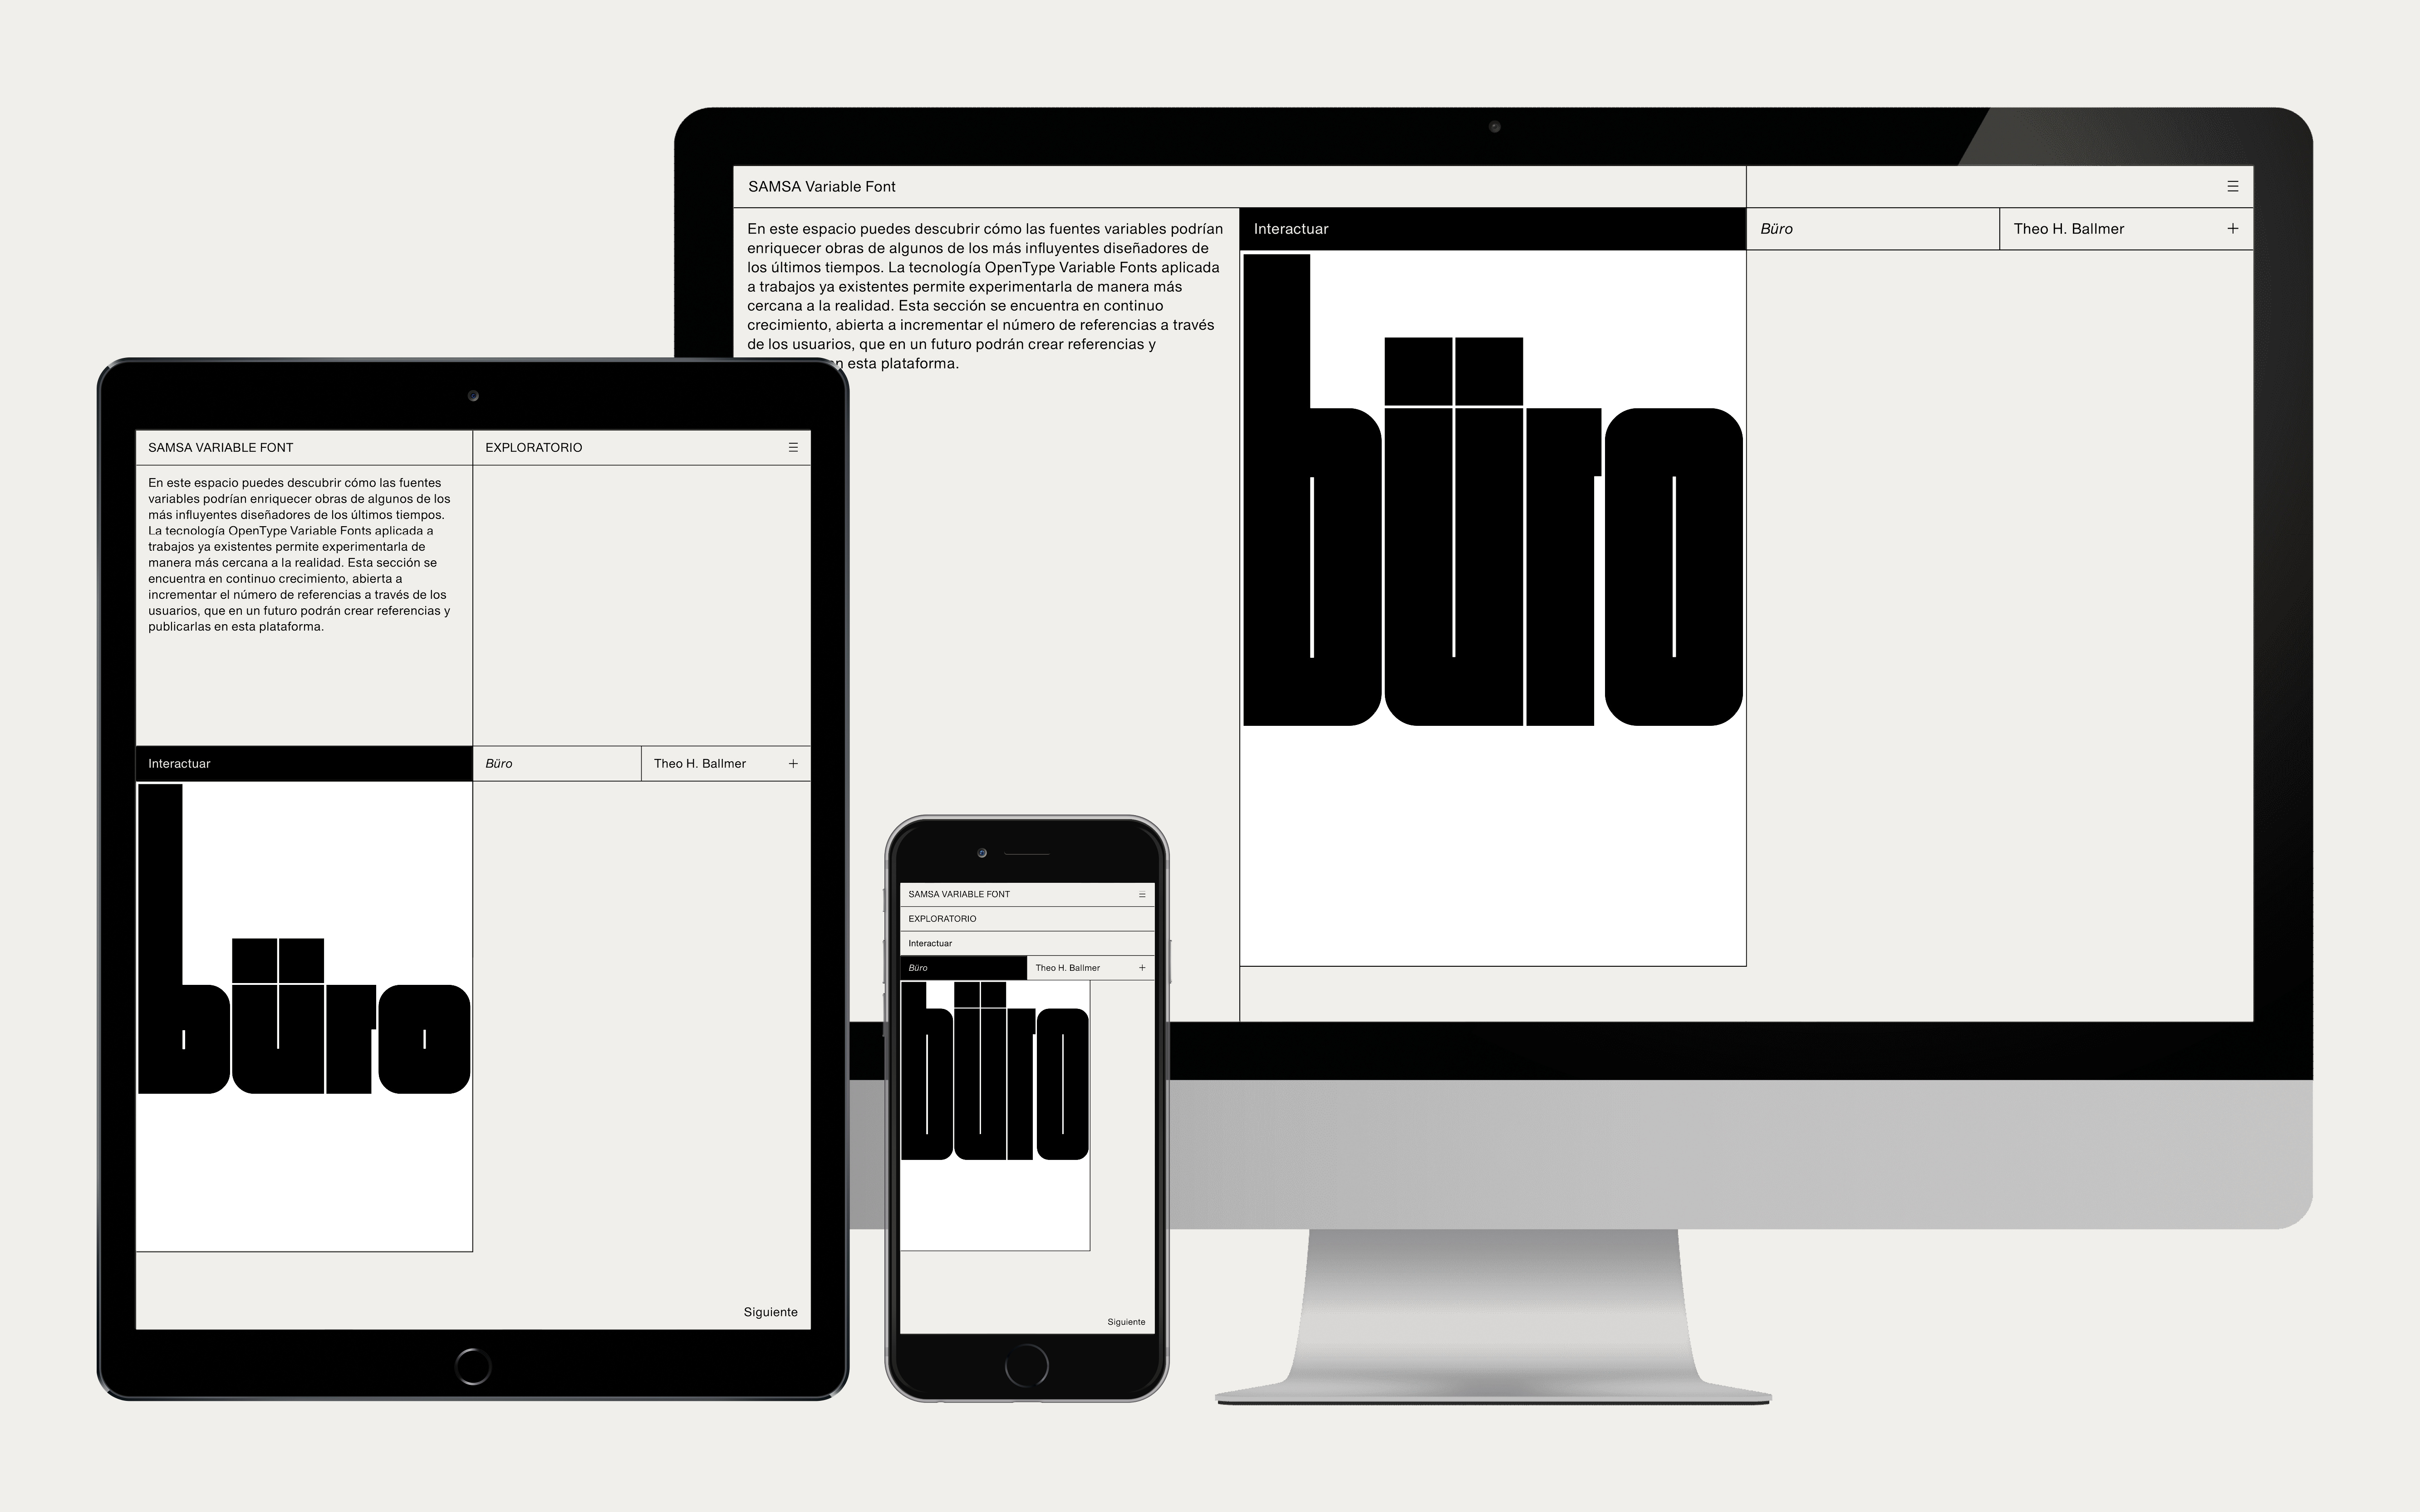 SAMSA Variable Font
En este espacio puedes descubrir cómo las fuentes variables podrían
enriquecer obras de algunos de los más influyentes diseñadores de
los últimos tiempos. La tecnología OpenType Variable Fonts aplicada
a trabajos ya existentes permite experimentarla de manera más
cercana a la realidad. Esta sección se encuentra en continuo
crecimiento, abierta a incrementar el número de referencias a través
de los usuarios, que en un futuro podrán crear referencias y
esta plataforma.
Interactuar
Büro
Theo H. Ballmer +
büro
SAMSA VARIABLE FONT
EXPLORATORIO
En este espacio puedes descubrir cómo las fuentes
variables podrían enriquecer obras de algunos de los
más influyentes diseñadores de los últimos tiempos.
La tecnología OpenType Variable Fonts aplicada a
trabajos ya existentes permite experimentarla de
manera más cercana a la realidad. Esta sección se
encuentra en continuo crecimiento, abierta a
incrementar el número de referencias a través de los
usuarios, que en un futuro podrán crear referencias y
publicarlas en esta plataforma.
Interactuar
Büro
Theo H. Ballmer +
büro
Siguiente
SAMSA VARIABLE FONT
EXPLORATORIO
Interactuar
Büro
Theo H. Ballmer +
büro
Siguiente